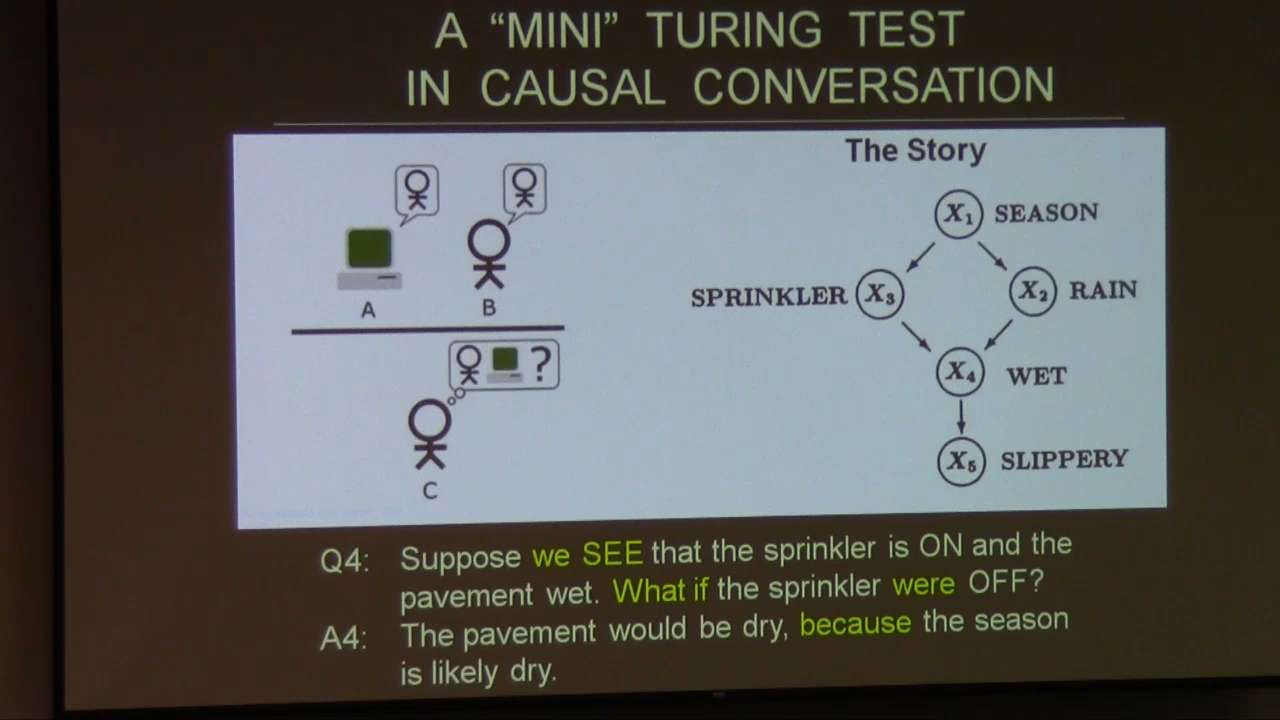 A “MINI” TURING TEST
IN CAUSAL CONVERSATION
The Story
X₁ SEASON
SPRINKLER X₃
X₂ RAIN
X₄ WET
X₅ SLIPPERY
A
B
?
C
Q4: Suppose we SEE that the sprinkler is ON and the
pavement wet. What if the sprinkler were OFF?
A4: The pavement would be dry, because the season
is likely dry.